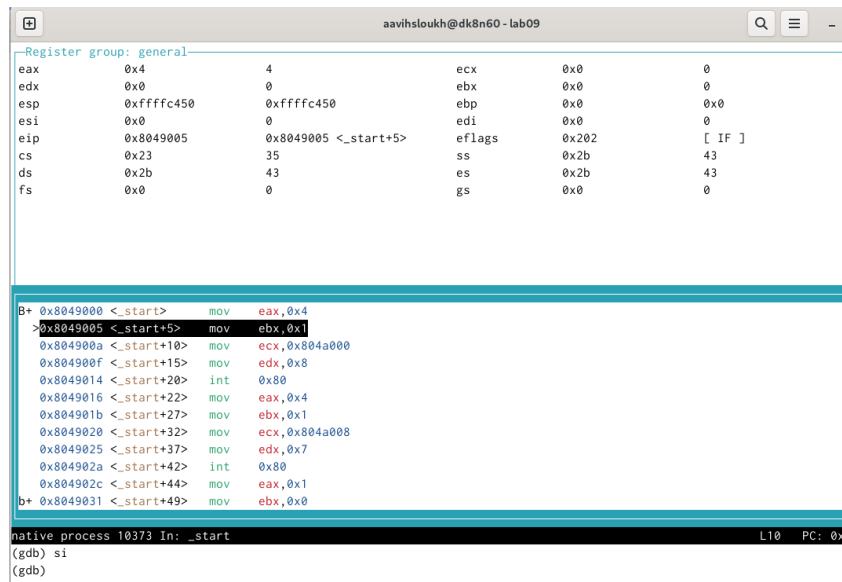 aavihsloukh@dk8n60 - lab09
Register group: general
eax 0x4 4 ecx 0x0 0
edx 0x0 0 ebx 0x0 0
esp 0xffffc450 0xffffc450 ebp 0x0 0x0
esi 0x0 0 edi 0x0 0
eip 0x8049005 0x8049005 <_start+5> eflags 0x202 [ IF ]
cs 0x23 35 ss 0x2b 43
ds 0x2b 43 es 0x2b 43
fs 0x0 0 gs 0x0 0
B+ 0x8049000 <_start> mov eax,0x4
>0x8049005 <_start+5> mov ebx,0x1
0x804900a <_start+10> mov ecx,0x804a000
0x804900f <_start+15> mov edx,0x8
0x8049014 <_start+20> int 0x80
0x8049016 <_start+22> mov eax,0x4
0x804901b <_start+27> mov ebx,0x1
0x8049020 <_start+32> mov ecx,0x804a008
0x8049025 <_start+37> mov edx,0x7
0x804902a <_start+42> int 0x80
0x804902c <_start+44> mov eax,0x1
b+ 0x8049031 <_start+49> mov ebx,0x0
native process 10373 In: _start L10 PC: 0x
(gdb) si
(gdb)